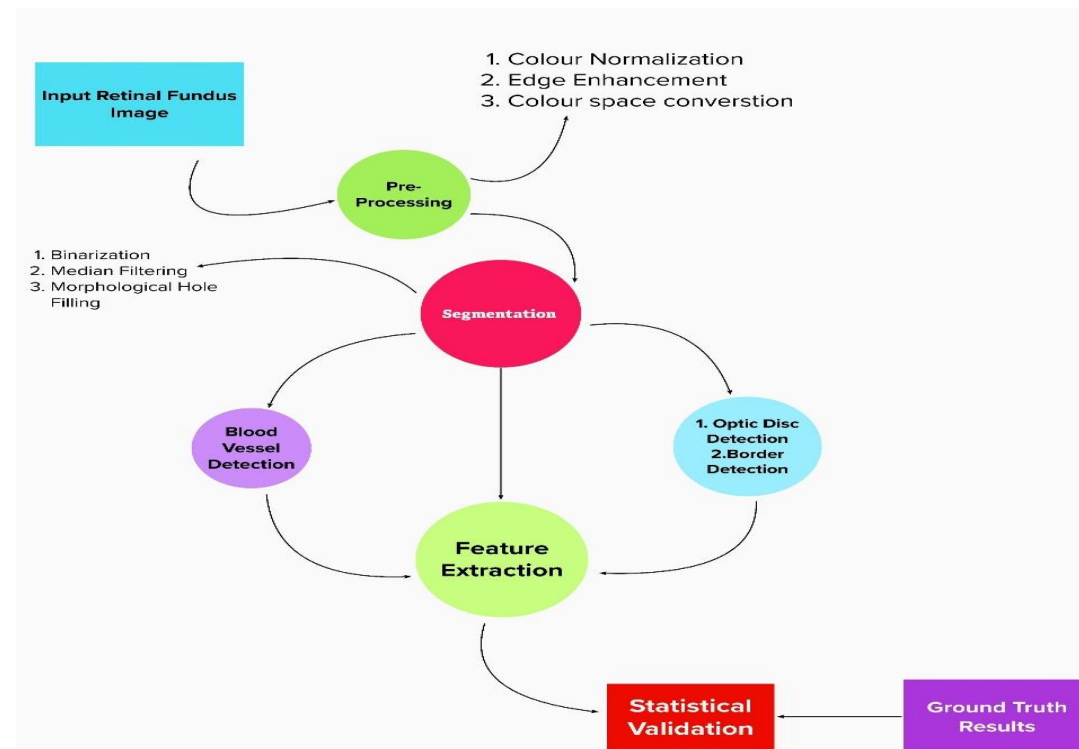 Input Retinal Fundus
Image
1. Colour Normalization
2. Edge Enhancement
3. Colour space converstion
Pre-
Processing
1. Binarization
2. Median Filtering
3. Morphological Hole
Filling
Segmentation
Blood
Vessel
Detection
1. Optic Disc
Detection
2.Border
Detection
Feature
Extraction
Statistical
Validation
Ground Truth
Results